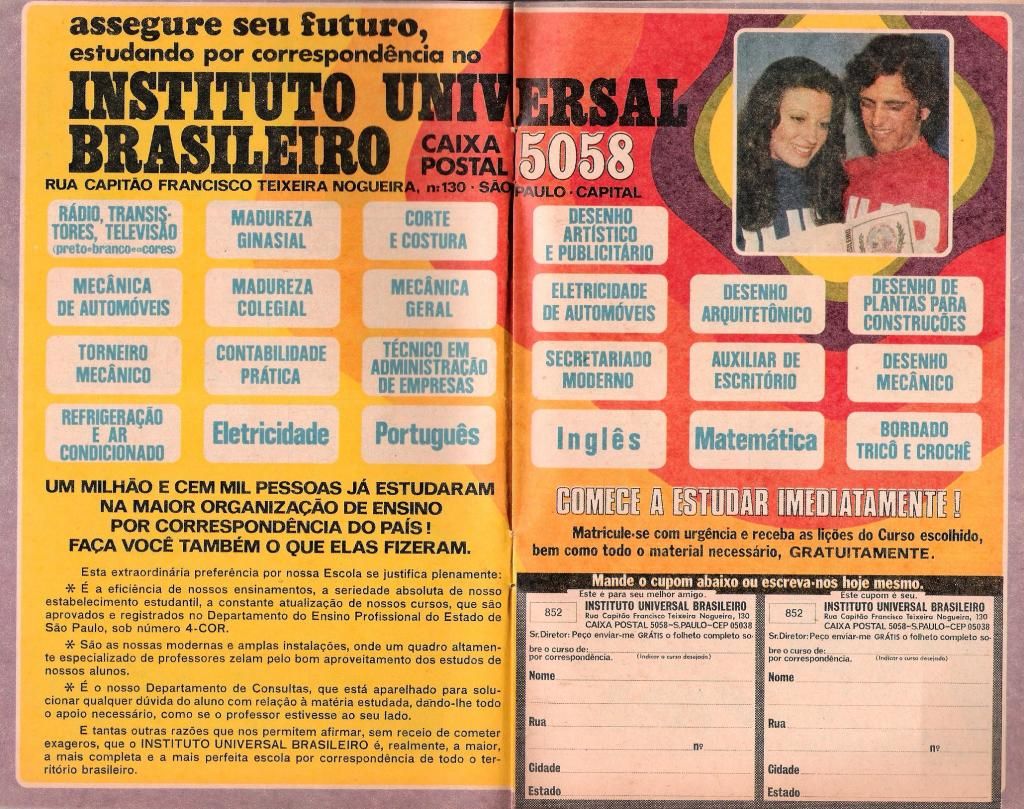 assegure seu futuro,
estudando por correspondência no
INSTITUTO UNIVERSAL
BRASILEIRO
CAIXA
POSTAL
5058
RUA CAPITÃO FRANCISCO TEIXEIRA NOGUEIRA, nº 130 · SÃO PAULO · CAPITAL
RÁDIO, TRANSIS-
TORES, TELEVISÃO
(preto e branco e a cores)
MADUREZA
GINASIAL
CORTE
E COSTURA
DESENHO
ARTÍSTICO
E PUBLICITÁRIO
MECÂNICA
DE AUTOMÓVEIS
MADUREZA
COLEGIAL
MECÂNICA
GERAL
ELETRICIDADE
DE AUTOMÓVEIS
DESENHO
ARQUITETÔNICO
DESENHO DE
PLANTAS PARA
CONSTRUÇÕES
TORNEIRO
MECÂNICO
CONTABILIDADE
PRÁTICA
TÉCNICO EM
ADMINISTRAÇÃO
DE EMPRESAS
SECRETARIADO
MODERNO
AUXILIAR DE
ESCRITÓRIO
DESENHO
MECÂNICO
REFRIGERAÇÃO
E AR
CONDICIONADO
Eletricidade
Português
Inglês
Matemática
BORDADO
TRICÔ E CROCHÊ
UM MILHÃO E CEM MIL PESSOAS JÁ ESTUDARAM
NA MAIOR ORGANIZAÇÃO DE ENSINO
POR CORRESPONDÊNCIA DO PAÍS!
FAÇA VOCÊ TAMBÉM O QUE ELAS FIZERAM.
Esta extraordinária preferência por nossa Escola se justifica plenamente:
* É a eficiência de nossos ensinamentos, a seriedade absoluta de nosso
estabelecimento estudantil, a constante atualização de nossos cursos, que são
aprovados e registrados no Departamento do Ensino Profissional do Estado de
São Paulo, sob número 4-COR.
* São as nossas modernas e amplas instalações, onde um quadro altamen-
te especializado de professores zelam pelo bom aproveitamento dos estudos de
nossos alunos.
* É o nosso Departamento de Consultas, que está aparelhado para solu-
cionar qualquer dúvida do aluno com relação à matéria estudada, dando-lhe todo
o apoio necessário, como se o professor estivesse ao seu lado.
E tantas outras razões que nos permitem afirmar, sem receio de cometer
exageros, que o INSTITUTO UNIVERSAL BRASILEIRO é, realmente, a maior,
a mais completa e a mais perfeita escola por correspondência de todo o ter-
ritório brasileiro.
COMECE A ESTUDAR IMEDIATAMENTE!
Matricule-se com urgência e receba as lições do Curso escolhido,
bem como todo o material necessário, GRATUITAMENTE.
Mande o cupom abaixo ou escreva-nos hoje mesmo.
Este é para seu melhor amigo.
852
INSTITUTO UNIVERSAL BRASILEIRO
Rua Capitão Francisco Teixeira Nogueira, 130
CAIXA POSTAL 5058-S.PAULO-CEP 05038
Sr. Diretor: Peço enviar-me GRÁTIS o folheto completo so-
bre o curso de:
por correspondência. (Indicar o curso desejado)
Nome
Rua
nº
Cidade
Estado
Este cupom é seu.
852
INSTITUTO UNIVERSAL BRASILEIRO
Rua Capitão Francisco Teixeira Nogueira, 130
CAIXA POSTAL 5058-S.PAULO-CEP 05038
Sr. Diretor: Peço enviar-me GRÁTIS o folheto completo so-
bre o curso de:
por correspondência. (Indicar o curso desejado)
Nome
Rua
nº
Cidade
Estado